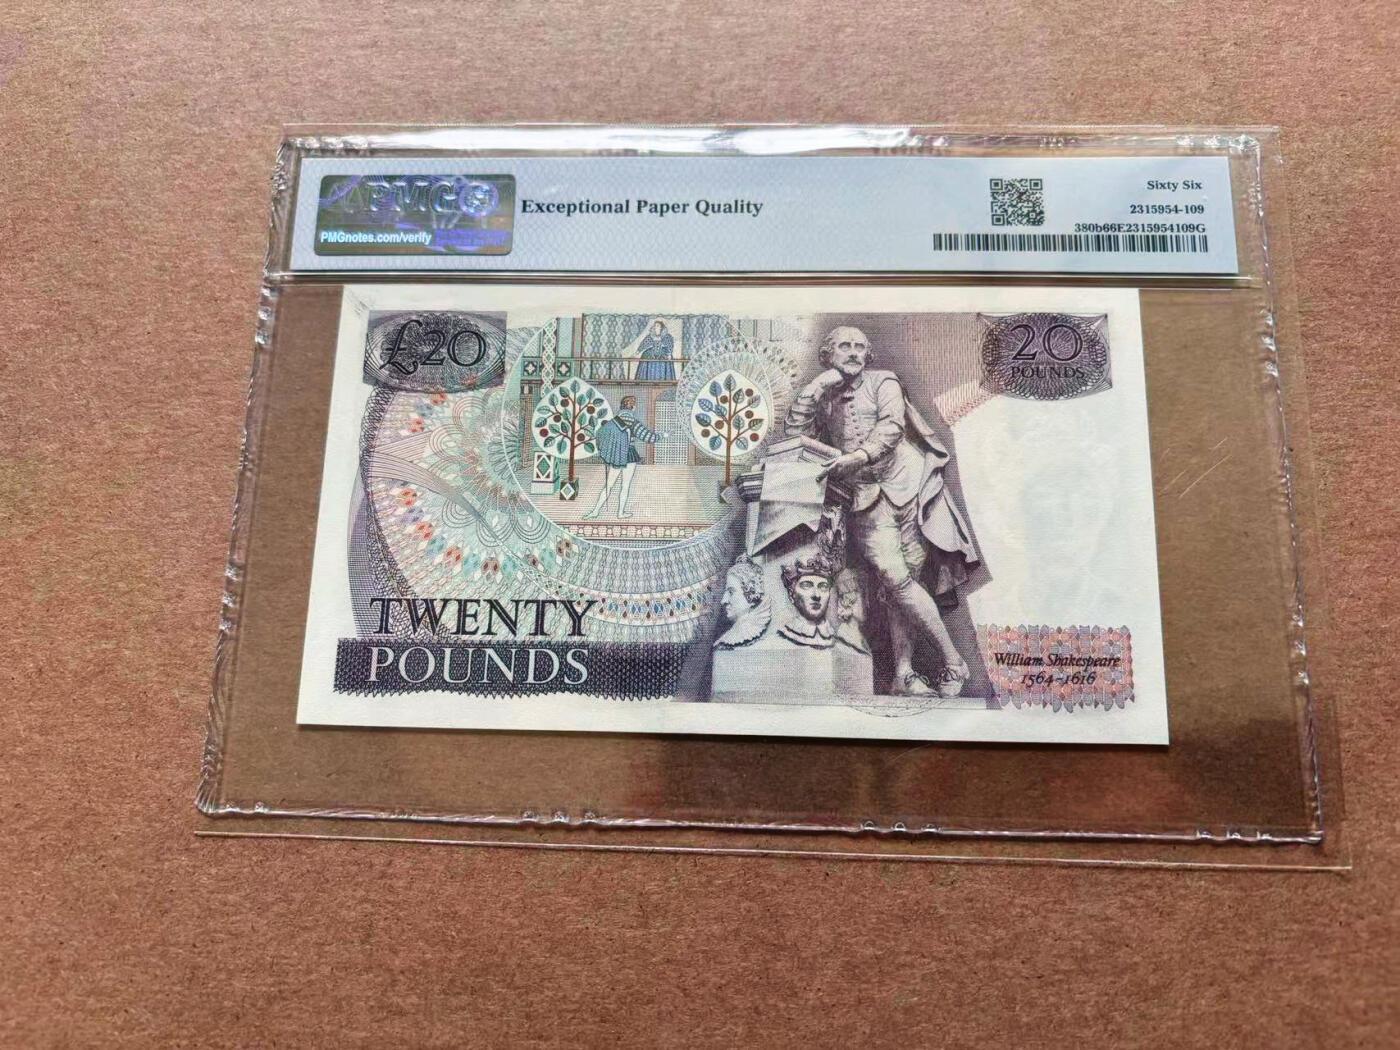 PMG
PMGnotes.com/verify
Exceptional Paper Quality
Sixty Six
2315954-109
380b66E2315954109G
£20
20
POUNDS
TWENTY
POUNDS
William Shakespeare
1564-1616